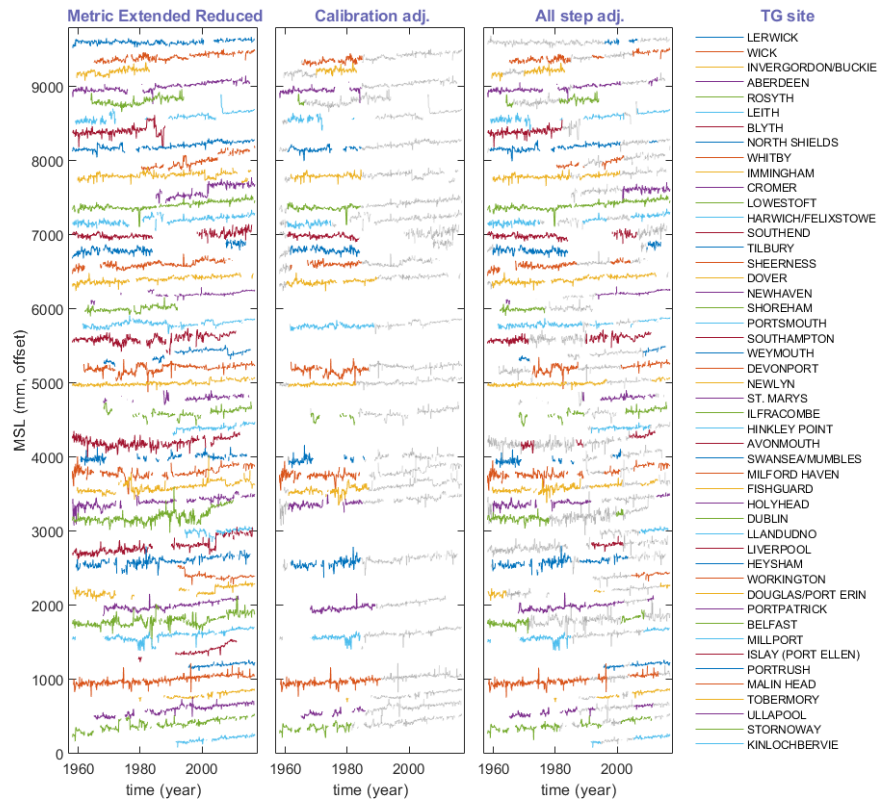 Metric Extended Reduced
Calibration adj.
All step adj.
TG site
MSL (mm, offset)
9000
8000
7000
6000
5000
4000
3000
2000
1000
0
1960
1980
2000
time (year)
1960
1980
2000
time (year)
1960
1980
2000
time (year)
LERWICK
WICK
INVERGORDON/BUCKIE
ABERDEEN
ROSYTH
LEITH
BLYTH
NORTH SHIELDS
WHITBY
IMMINGHAM
CROMER
LOWESTOFT
HARWICH/FELIXSTOWE
SOUTHEND
TILBURY
SHEERNESS
DOVER
NEWHAVEN
SHOREHAM
PORTSMOUTH
SOUTHAMPTON
WEYMOUTH
DEVONPORT
NEWLYN
ST. MARYS
ILFRACOMBE
HINKLEY POINT
AVONMOUTH
SWANSEA/MUMBLES
MILFORD HAVEN
FISHGUARD
HOLYHEAD
DUBLIN
LLANDUDNO
LIVERPOOL
HEYSHAM
WORKINGTON
DOUGLAS/PORT ERIN
PORTPATRICK
BELFAST
MILLPORT
ISLAY (PORT ELLEN)
PORTRUSH
MALIN HEAD
TOBERMORY
ULLAPOOL
STORNOWAY
KINLOCHBERVIE